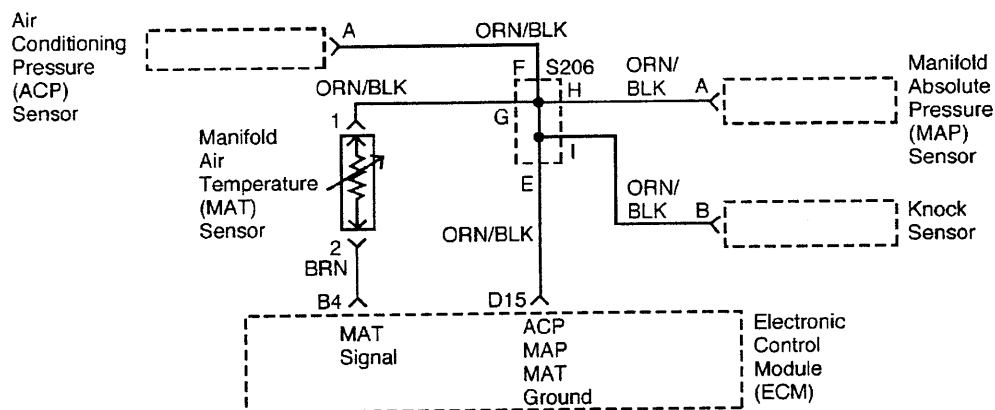 Air
Conditioning
Pressure
(ACP)
Sensor
A
ORN/BLK
F
S206
ORN/
BLK
H
A
Manifold
Absolute
Pressure
(MAP)
Sensor
ORN/BLK
G
1
Manifold
Air
Temperature
(MAT)
Sensor
I
E
ORN/
BLK
B
Knock
Sensor
ORN/BLK
2
BRN
B4
D15
MAT
Signal
ACP
MAP
MAT
Ground
Electronic
Control
Module
(ECM)